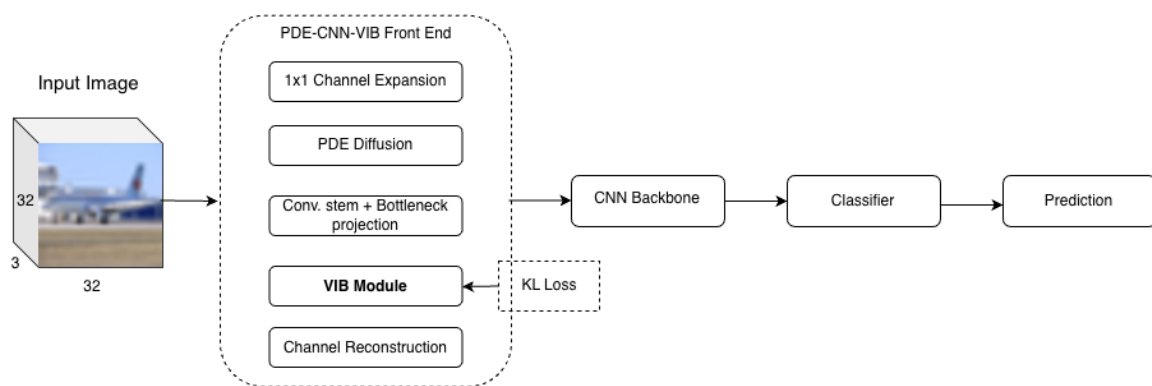 PDE-CNN-VIB Front End
Input Image
1x1 Channel Expansion
PDE Diffusion
32
3
32
Conv. stem + Bottleneck
projection
VIB Module
KL Loss
Channel Reconstruction
CNN Backbone
Classifier
Prediction